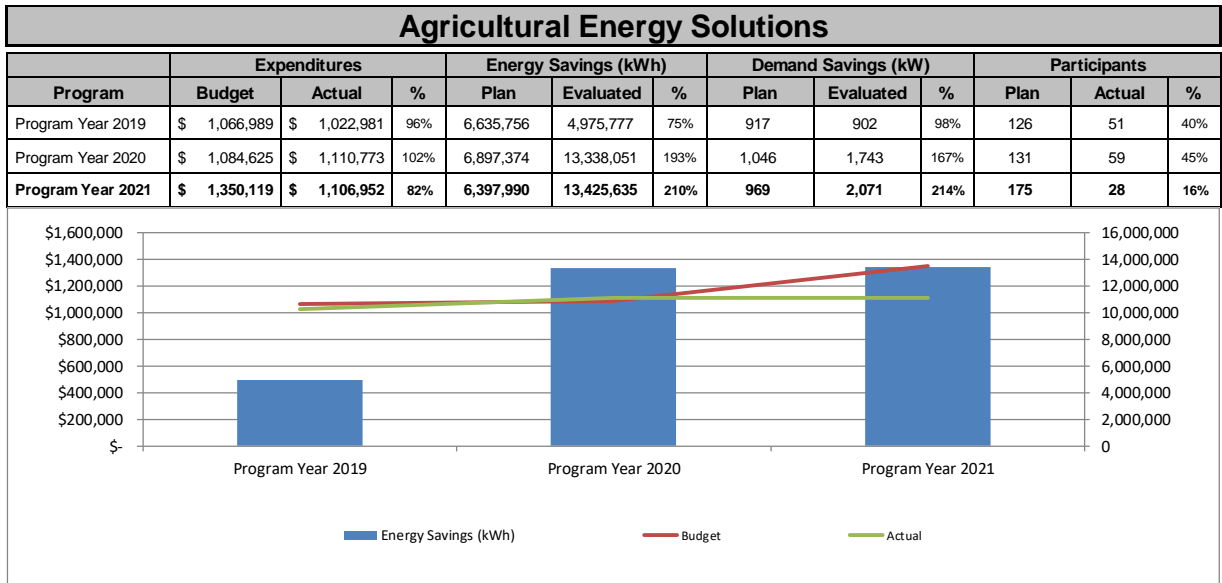 Agricultural Energy Solutions
Expenditures Energy Savings (kWh) Demand Savings (kW) Participants
Program Budget Actual % Plan Evaluated % Plan Evaluated % Plan Actual %
Program Year 2019 $ 1,066,989 $ 1,022,981 96% 6,635,756 4,975,777 75% 917 902 98% 126 51 40%
Program Year 2020 $ 1,084,625 $ 1,110,773 102% 6,897,374 13,338,051 193% 1,046 1,743 167% 131 59 45%
Program Year 2021 $ 1,350,119 $ 1,106,952 82% 6,397,990 13,425,635 210% 969 2,071 214% 175 28 16%
$1,600,000 16,000,000
$1,400,000 14,000,000
$1,200,000 12,000,000
$1,000,000 10,000,000
$800,000 8,000,000
$600,000 6,000,000
$400,000 4,000,000
$200,000 2,000,000
$- 0
Program Year 2019 Program Year 2020 Program Year 2021
Energy Savings (kWh) Budget Actual